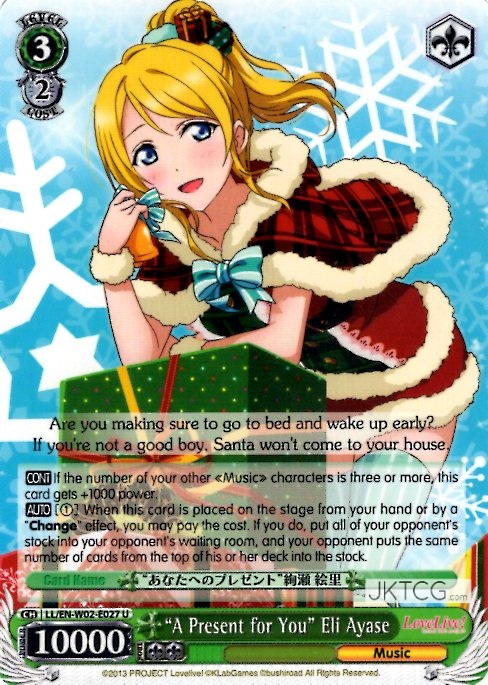 LEVEL
3
2
COST
Are you making sure to go to bed and wake up early?
If you're not a good boy, Santa won't come to your house.
CONT If the number of your other «Music» characters is three or more, this
card gets +1000 power.
AUTO [①] When this card is placed on the stage from your hand or by a
"Change" effect, you may pay the cost. If you do, put all of your opponent's
stock into your opponent's waiting room, and your opponent puts the same
number of cards from the top of his or her deck into the stock.
Card Name
"あなたへのプレゼント" 絢瀬 絵里
JKTCG.com
CH LL/EN-W02-E027 U
"A Present for You" Eli Ayase
LoveLive!
POWER
10000
SOUL
Music
©2013 PROJECT Lovelive! ©KLabGames ©bushiroad All Rights Reserved.